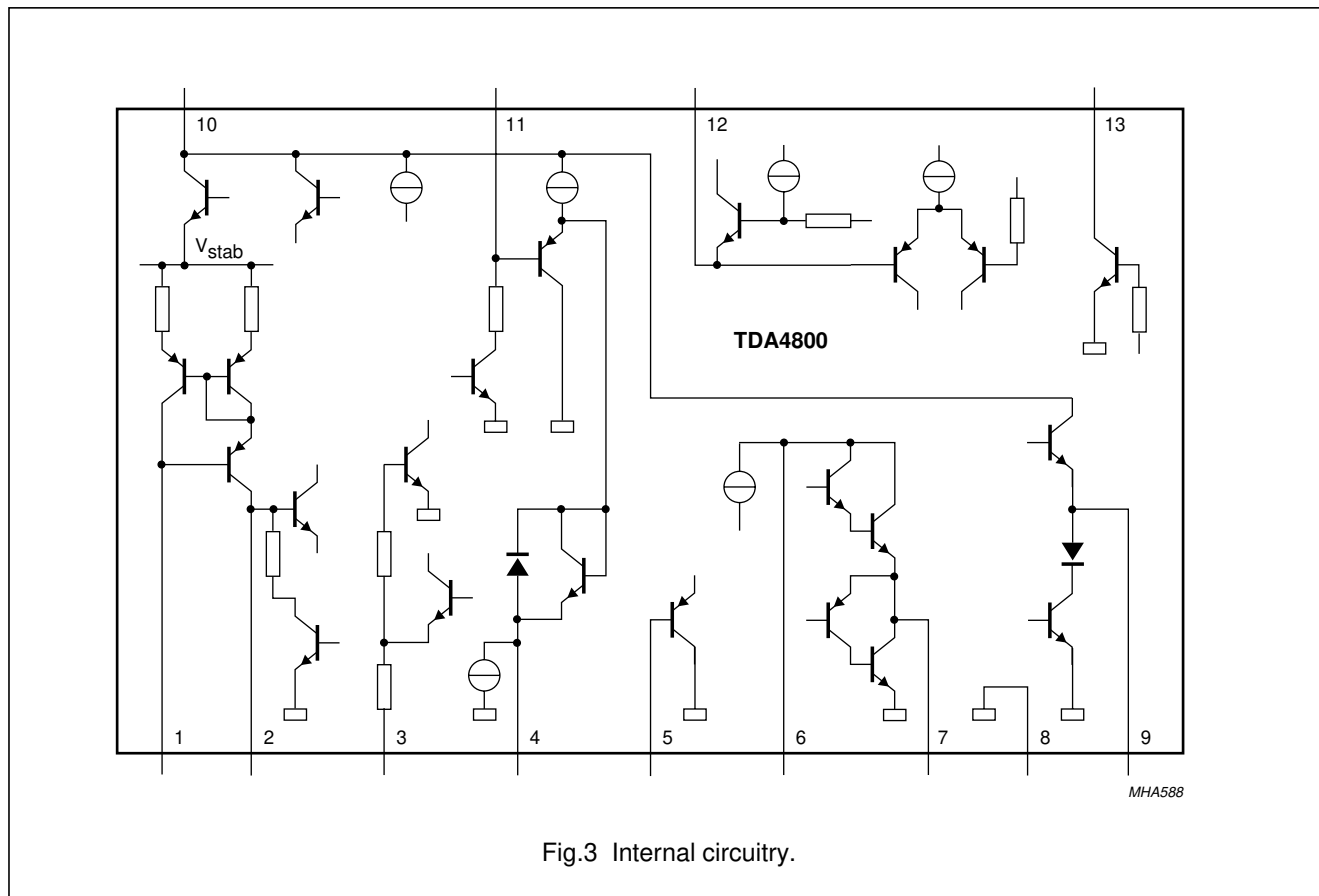 10 11 12 13
V_stab
TDA4800
1 2 3 4 5 6 7 8 9
MHA588
Fig.3 Internal circuitry.